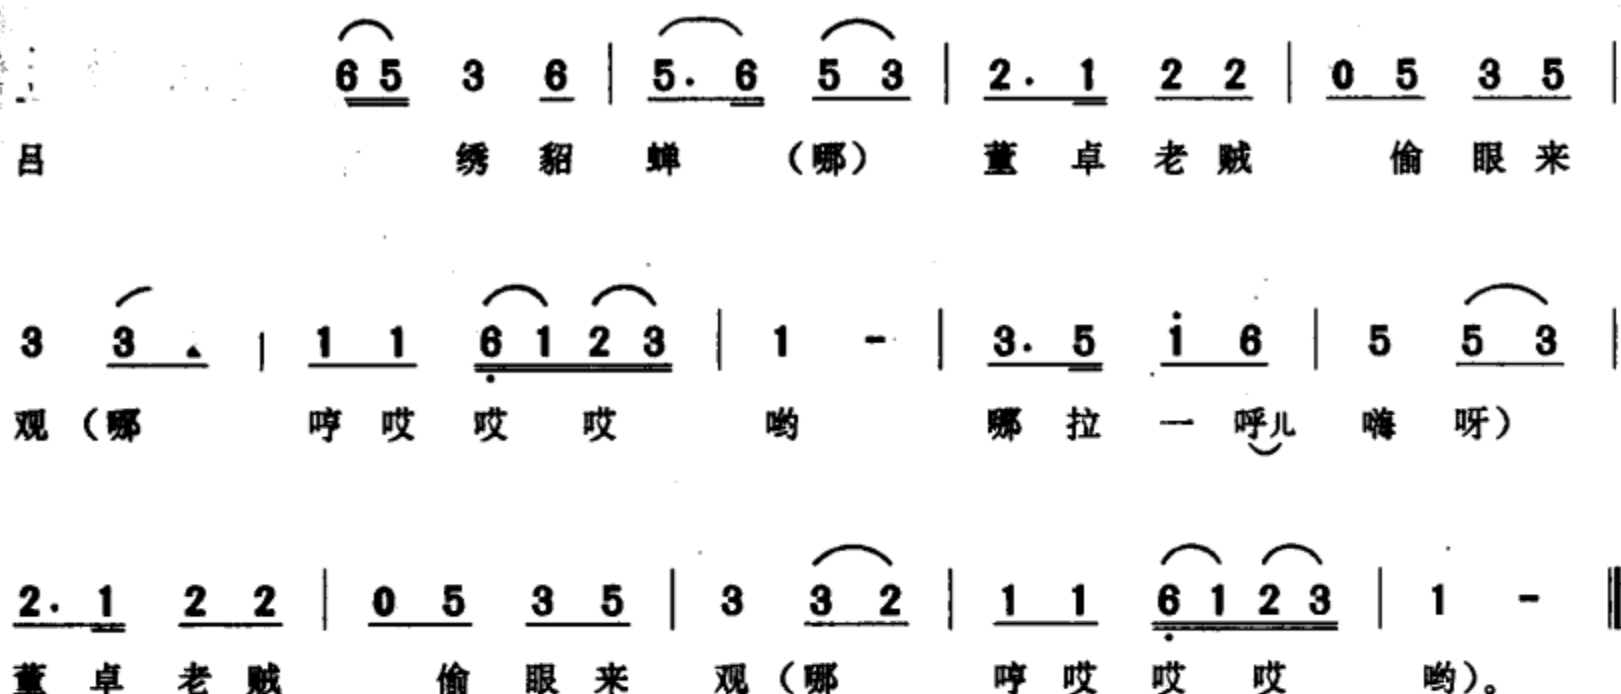 6 5 3 6 | 5. 6 5 3 | 2. 1 2 2 | 0 5 3 5 |
吕 绣 貂 蝉 （哪） 董 卓 老 贼 偷 眼 来
3 3 | 1 1 6 1 2 3 | 1 - | 3. 5 i 6 | 5 5 3 |
观（哪 哼 哎 哎 哎 哟 哪 拉 一 呼儿 嗨 呀）
2. 1 2 2 | 0 5 3 5 | 3 3 2 | 1 1 6 1 2 3 | 1 - ‖
董 卓 老 贼 偷 眼 来 观（哪 哼 哎 哎 哎 哟）。